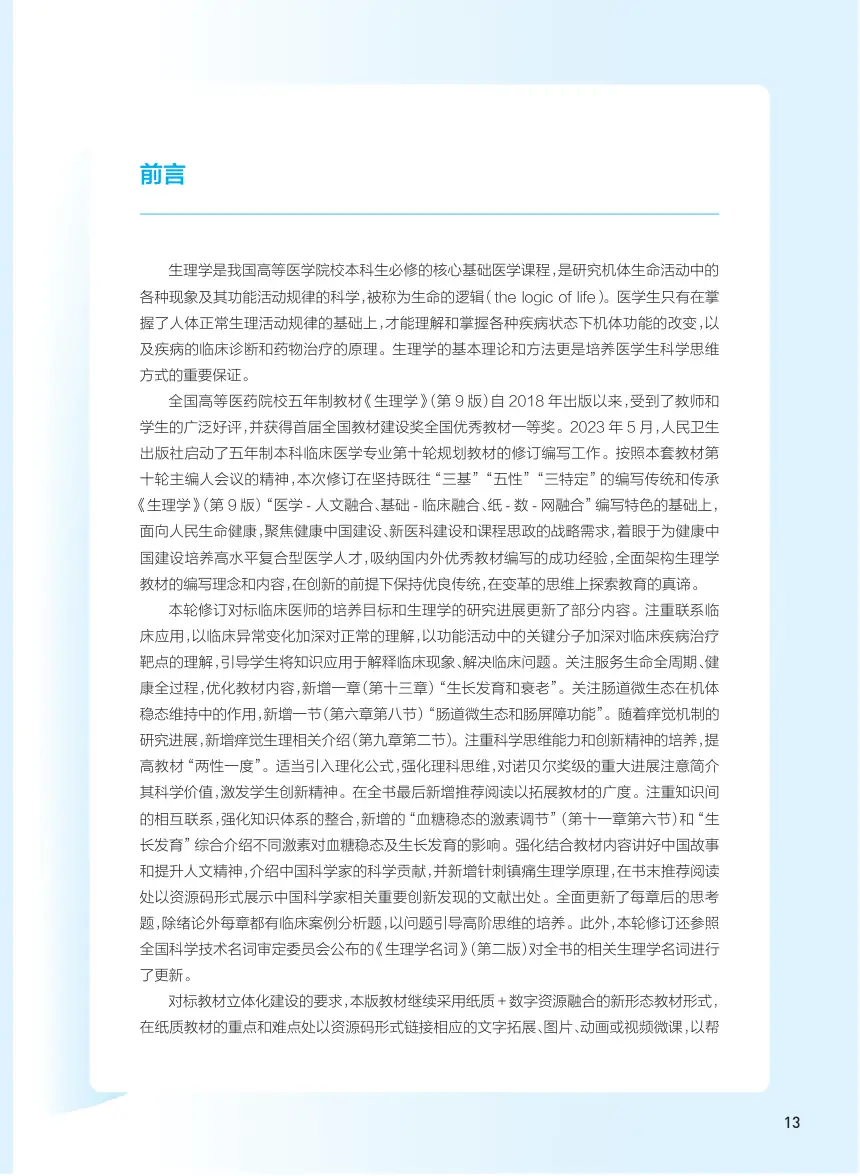 前言
生理学是我国高等医学院校本科生必修的核心基础医学课程,是研究机体生命活动中的
各种现象及其功能活动规律的科学,被称为生命的逻辑(the logic of life)。医学生只有在掌
握了人体正常生理活动规律的基础上,才能理解和掌握各种疾病状态下机体功能的改变,以
及疾病的临床诊断和药物治疗的原理。生理学的基本理论和方法更是培养医学生科学思维
方式的重要保证。
全国高等医药院校五年制教材《生理学》(第 9 版)自 2018 年出版以来,受到了教师和
学生的广泛好评,并获得首届全国教材建设奖全国优秀教材一等奖。2023 年 5 月,人民卫生
出版社启动了五年制本科临床医学专业第十轮规划教材的修订编写工作。按照本套教材第
十轮主编人会议的精神,本次修订在坚持既往“三基”“五性”“三特定”的编写传统和传承
《生理学》(第 9 版)“医学 - 人文融合、基础 - 临床融合、纸 - 数 - 网融合”编写特色的基础上,
面向人民生命健康,聚焦健康中国建设、新医科建设和课程思政的战略需求,着眼于为健康中
国建设培养高水平复合型医学人才,吸纳国内外优秀教材编写的成功经验,全面架构生理学
教材的编写理念和内容,在创新的前提下保持优良传统,在变革的思维上探索教育的真谛。
本轮修订对标临床医师的培养目标和生理学的研究进展更新了部分内容。注重联系临
床应用,以临床异常变化加深对正常的理解,以功能活动中的关键分子加深对临床疾病治疗
靶点的理解,引导学生将知识应用于解释临床现象、解决临床问题。关注服务生命全周期、健
康全过程,优化教材内容,新增一章(第十三章)“生长发育和衰老”。关注肠道微生态在机体
稳态维持中的作用,新增一节(第六章第八节)“肠道微生态和肠屏障功能”。随着痒觉机制的
研究进展,新增痒觉生理相关介绍(第九章第二节)。注重科学思维能力和创新精神的培养,提
高教材“两性一度”。适当引入理化公式,强化理科思维,对诺贝尔奖级的重大进展注意简介
其科学价值,激发学生创新精神。在全书最后新增推荐阅读以拓展教材的广度。注重知识间
的相互联系,强化知识体系的整合,新增的“血糖稳态的激素调节”(第十一章第六节)和“生
长发育”综合介绍不同激素对血糖稳态及生长发育的影响。强化结合教材内容讲好中国故事
和提升人文精神,介绍中国科学家的科学贡献,并新增针刺镇痛生理学原理,在书末推荐阅读
处以资源码形式展示中国科学家相关重要创新发现的文献出处。全面更新了每章后的思考
题,除绪论外每章都有临床案例分析题,以问题引导高阶思维的培养。此外,本轮修订还参照
全国科学技术名词审定委员会公布的《生理学名词》(第二版)对全书的相关生理学名词进行
了更新。
对标教材立体化建设的要求,本版教材继续采用纸质 + 数字资源融合的新形态教材形式,
在纸质教材的重点和难点处以资源码形式链接相应的文字拓展、图片、动画或视频微课,以帮
13